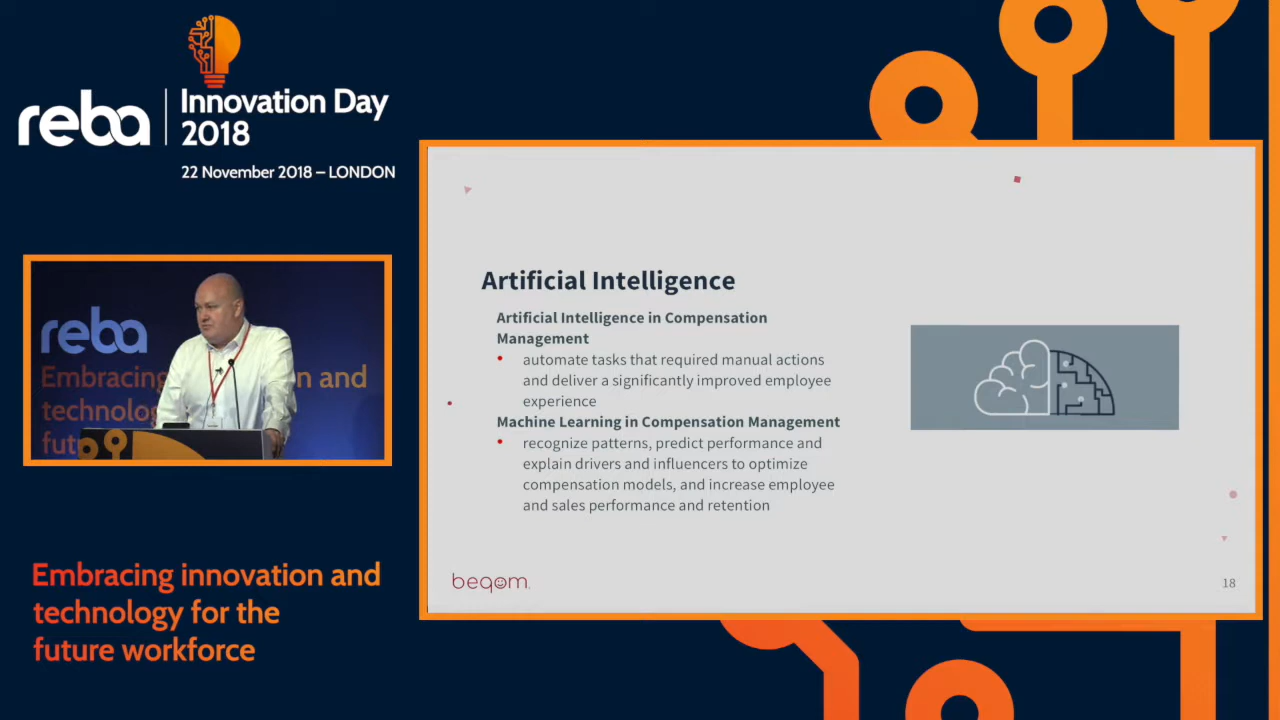 reba
Innovation Day
2018
22 November 2018 – LONDON
reba
Embracing n and
technolo
fut
Embracing innovation and
technology for the
future workforce
Artificial Intelligence
Artificial Intelligence in Compensation
Management
• automate tasks that required manual actions
and deliver a significantly improved employee
experience
Machine Learning in Compensation Management
• recognize patterns, predict performance and
explain drivers and influencers to optimize
compensation models, and increase employee
and sales performance and retention
beqom.
18